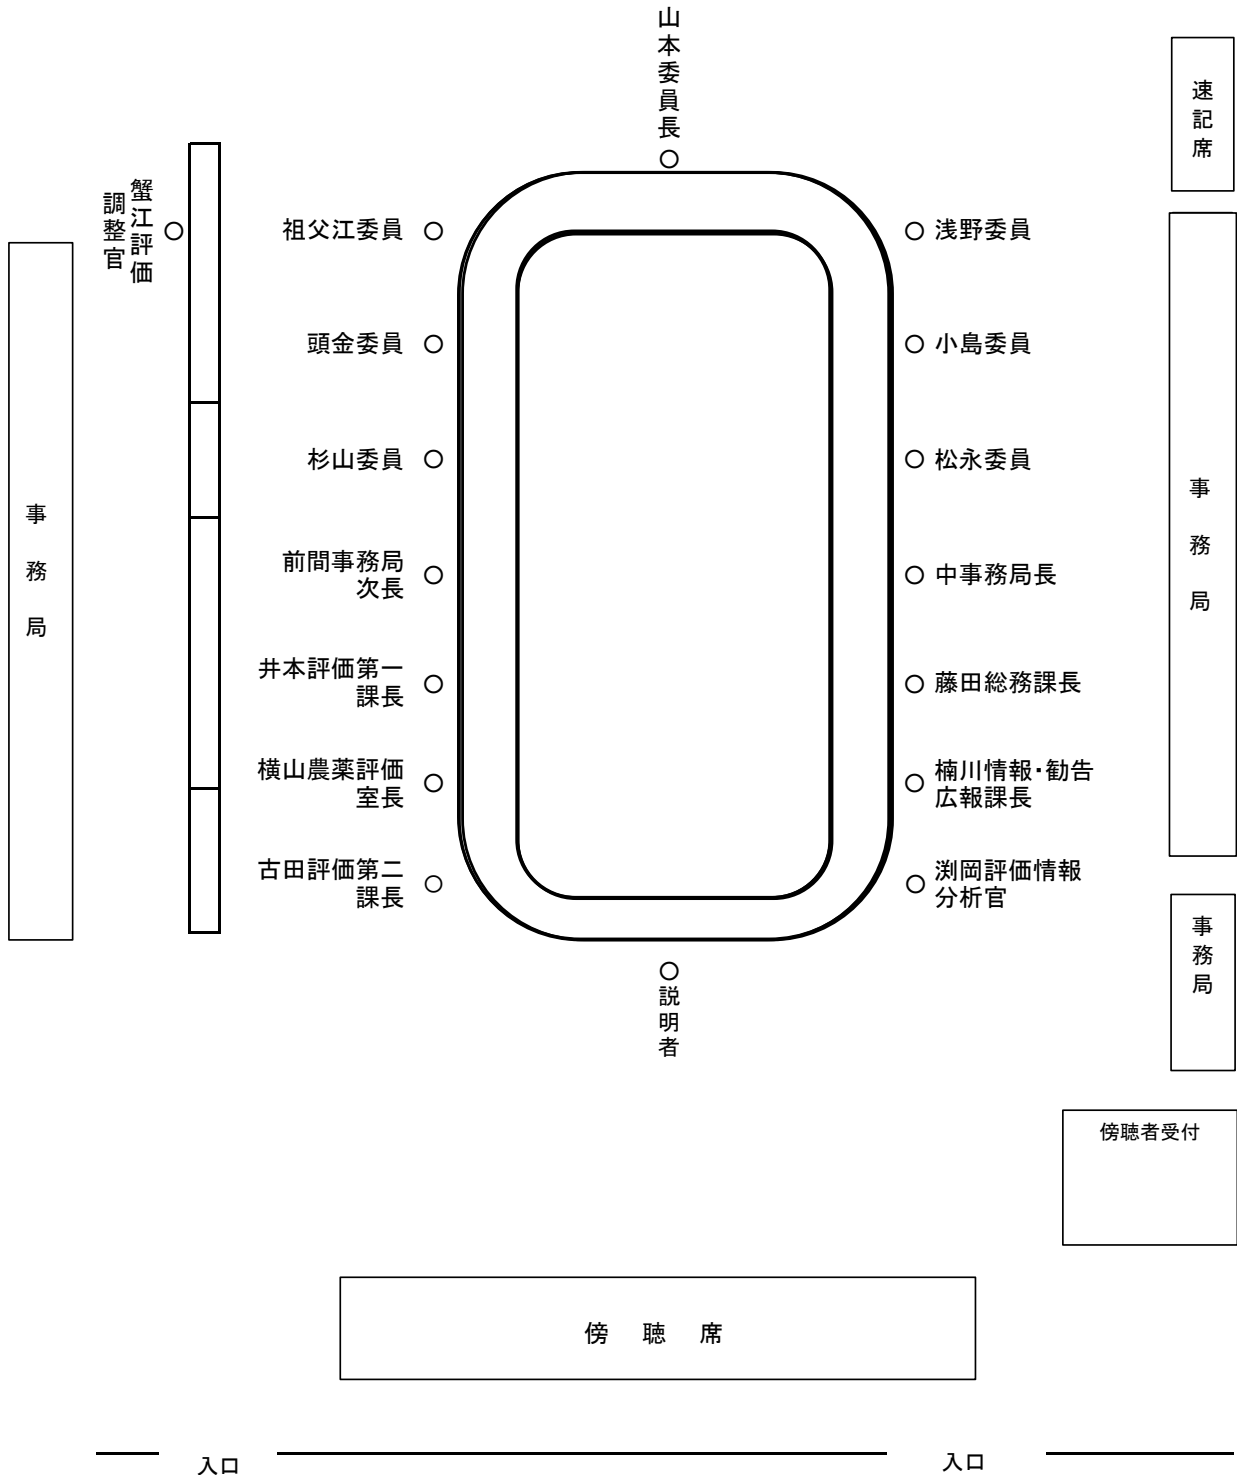 山本委員長
速記席
蟹江評価
調整官
祖父江委員
浅野委員
頭金委員
小島委員
杉山委員
松永委員
事務局
事務局
前間事務局
次長
中事務局長
井本評価第一
課長
藤田総務課長
横山農薬評価
室長
楠川情報・勧告
広報課長
古田評価第二
課長
渕岡評価情報
分析官
事務局
説明者
傍聴者受付
傍 聴 席
入口
入口